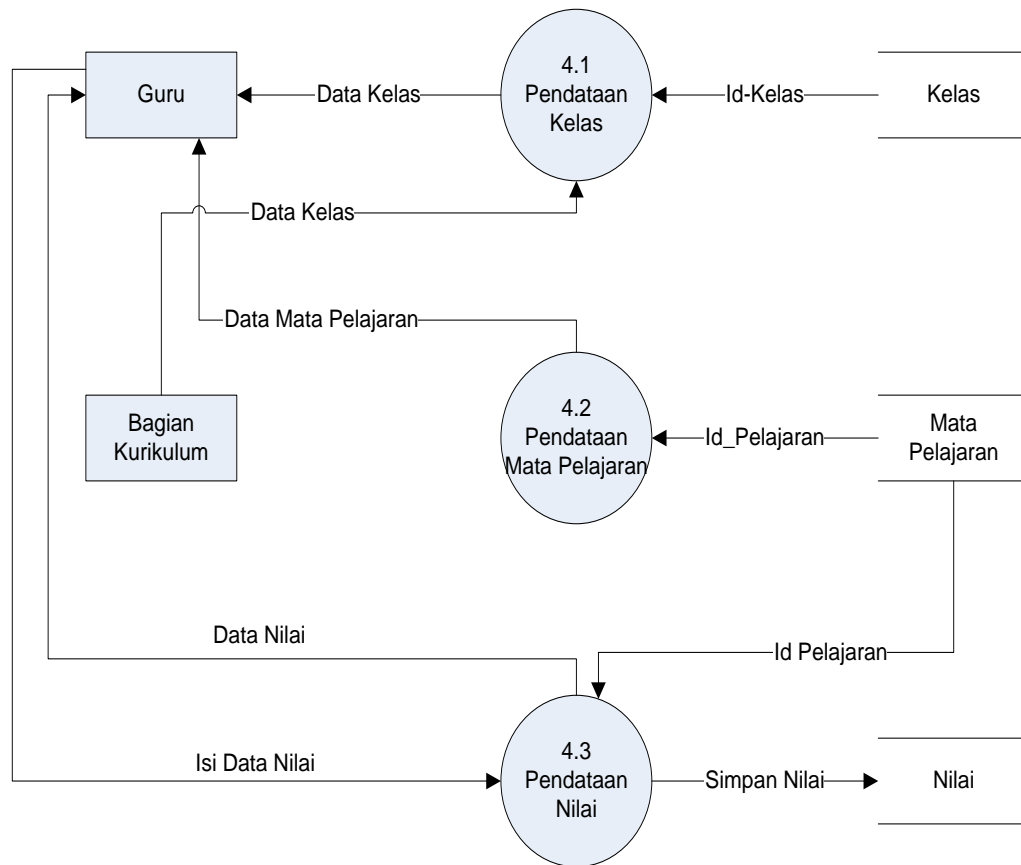 Guru
Data Kelas
4.1
Pendataan
Kelas
Id-Kelas
Kelas
Data Kelas
Data Mata Pelajaran
Bagian
Kurikulum
4.2
Pendataan
Mata Pelajaran
Id_Pelajaran
Mata
Pelajaran
Data Nilai
Id Pelajaran
Isi Data Nilai
4.3
Pendataan
Nilai
Simpan Nilai
Nilai